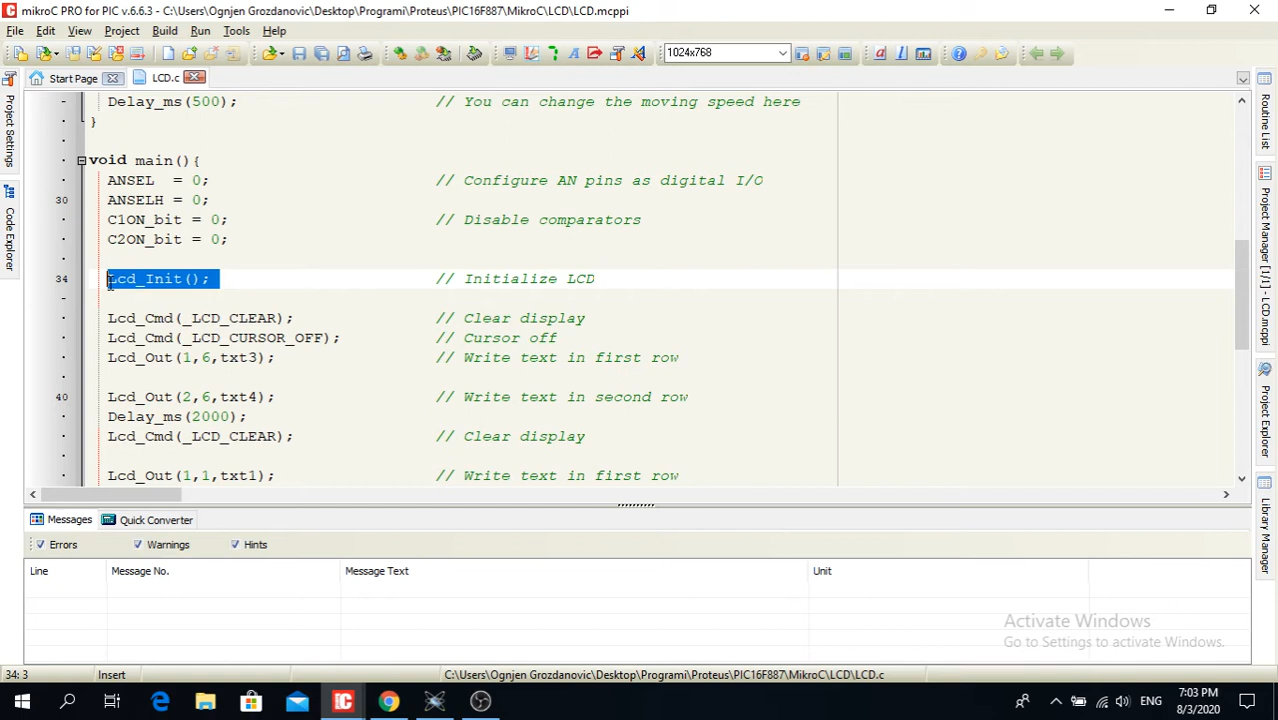 mikroC PRO for PIC v.6.6.3 - C:\Users\Ognjen Grozdanovic\Desktop\Programi\Proteus\PIC16F887\MikroC\LCD\LCD.mcppi
File Edit View Project Build Run Tools Help
1024x768
Start Page LCD.c
Delay_ms(500); // You can change the moving speed here
}
void main(){
ANSEL = 0; // Configure AN pins as digital I/O
30 ANSELH = 0;
C1ON_bit = 0; // Disable comparators
C2ON_bit = 0;
34 Lcd_Init(); // Initialize LCD
Lcd_Cmd(_LCD_CLEAR); // Clear display
Lcd_Cmd(_LCD_CURSOR_OFF); // Cursor off
Lcd_Out(1,6,txt3); // Write text in first row
40 Lcd_Out(2,6,txt4); // Write text in second row
Delay_ms(2000);
Lcd_Cmd(_LCD_CLEAR); // Clear display
Lcd_Out(1,1,txt1); // Write text in first row
Project Settings
Code Explorer
Routine List
Project Manager [1/1] - LCD.mcppi
Project Explorer
Library Manager
Messages Quick Converter
Errors Warnings Hints
Line Message No. Message Text Unit
Activate Windows
Go to Settings to activate Windows.
34: 3 Insert C:\Users\Ognjen Grozdanovic\Desktop\Programi\Proteus\PIC16F887\MikroC\LCD\LCD.c
ENG
7:03 PM
8/3/2020